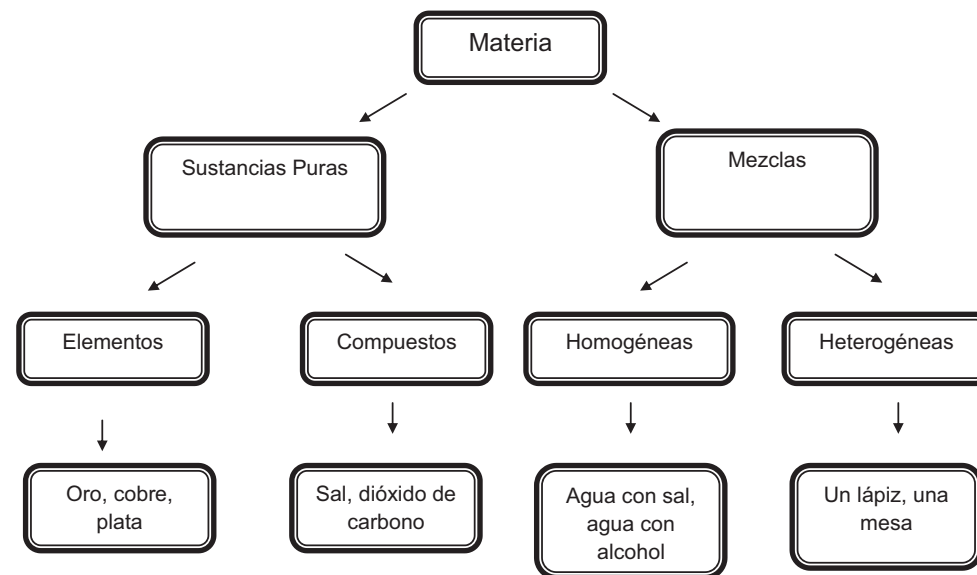 Materia
Sustancias Puras
Mezclas
Elementos
Compuestos
Homogéneas
Heterogéneas
Oro, cobre,
plata
Sal, dióxido de
carbono
Agua con sal,
agua con
alcohol
Un lápiz, una
mesa